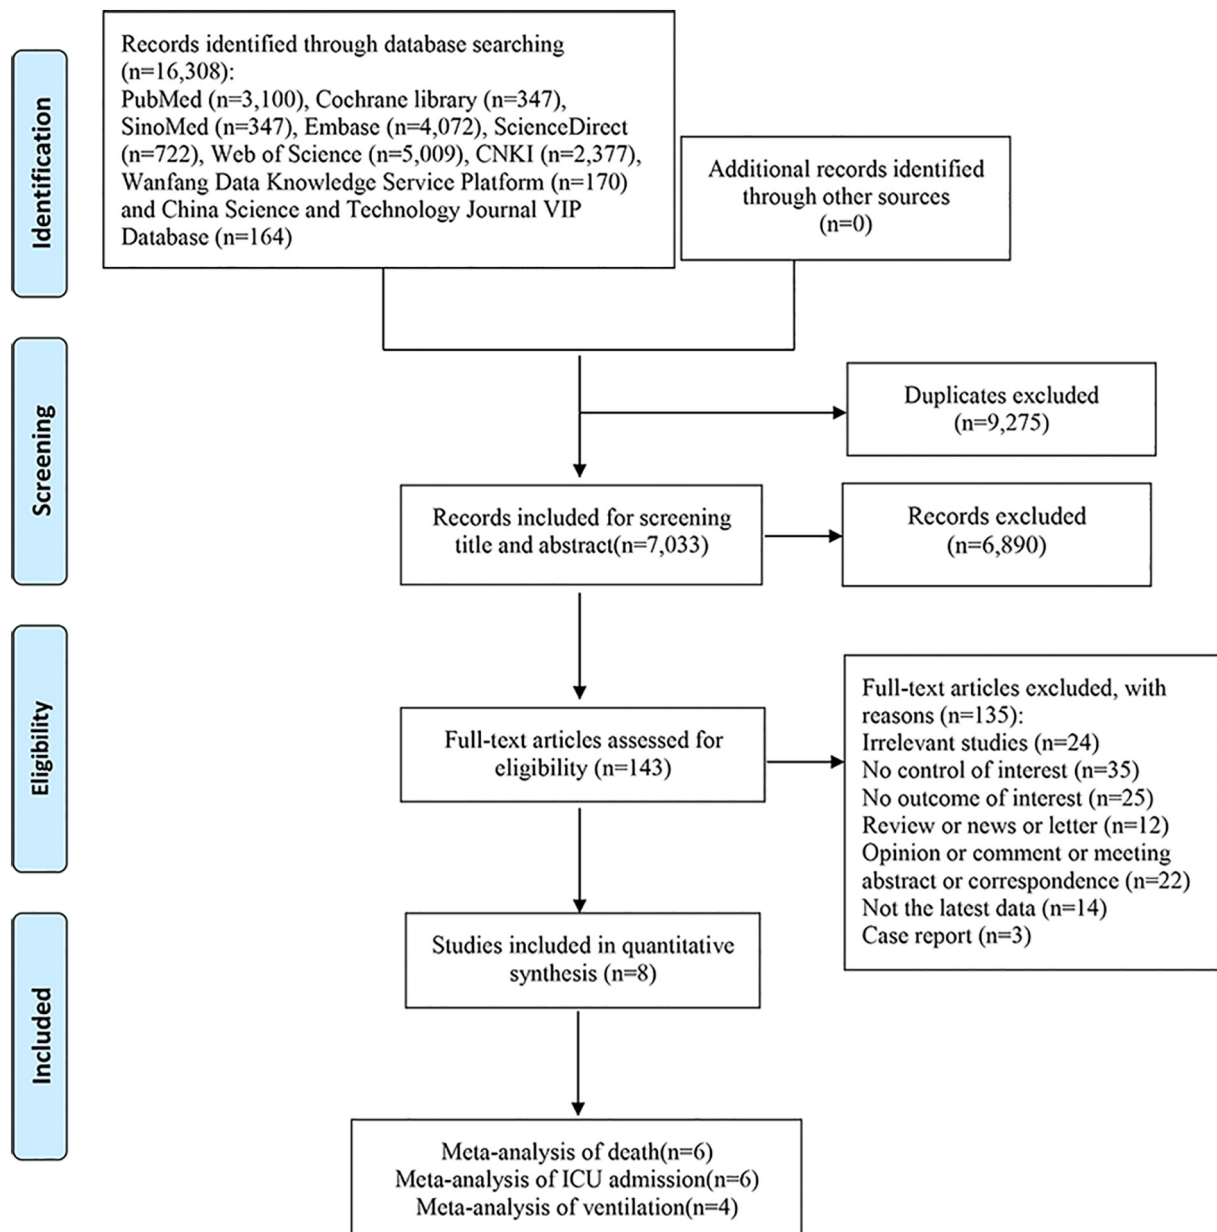 Identification
Records identified through database searching
(n=16,308):
PubMed (n=3,100), Cochrane library (n=347),
SinoMed (n=347), Embase (n=4,072), ScienceDirect
(n=722), Web of Science (n=5,009), CNKI (n=2,377),
Wanfang Data Knowledge Service Platform (n=170)
and China Science and Technology Journal VIP
Database (n=164)
Additional records identified
through other sources
(n=0)
Screening
Duplicates excluded
(n=9,275)
Records included for screening
title and abstract(n=7,033)
Records excluded
(n=6,890)
Eligibility
Full-text articles assessed for
eligibility (n=143)
Full-text articles excluded, with
reasons (n=135):
Irrelevant studies (n=24)
No control of interest (n=35)
No outcome of interest (n=25)
Review or news or letter (n=12)
Opinion or comment or meeting
abstract or correspondence (n=22)
Not the latest data (n=14)
Case report (n=3)
Included
Studies included in quantitative
synthesis (n=8)
Meta-analysis of death(n=6)
Meta-analysis of ICU admission(n=6)
Meta-analysis of ventilation(n=4)